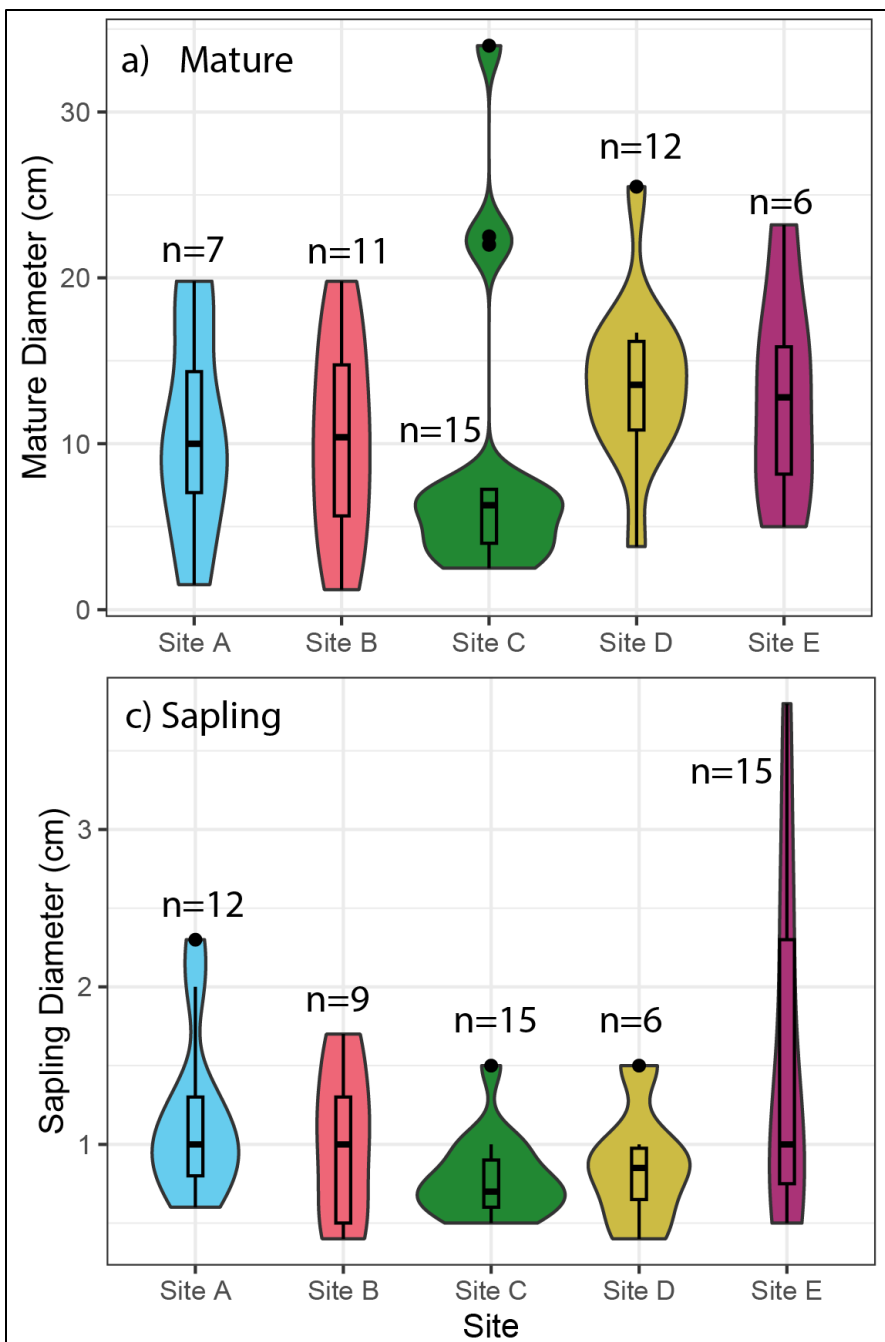 a) Mature
Mature Diameter (cm)
30
20
10
0
n=7
n=11
n=15
n=12
n=6
Site A
Site B
Site C
Site D
Site E
c) Sapling
Sapling Diameter (cm)
3
2
1
n=12
n=9
n=15
n=6
n=15
Site A
Site B
Site C
Site D
Site E
Site